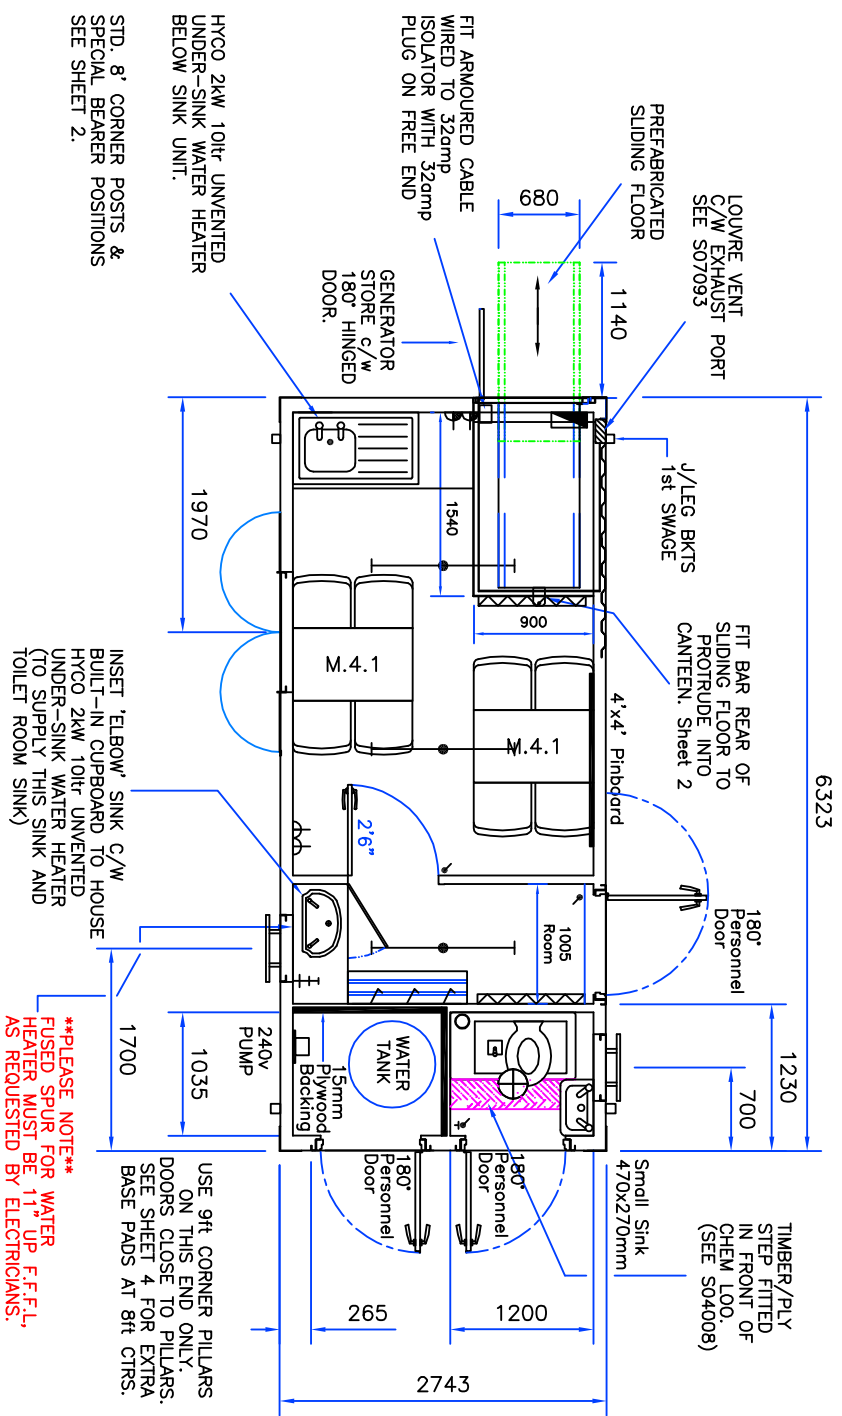 TIMBER/PLY
STEP FITTED
IN FRONT OF
CHEM LOO.
(SEE S04008)
Small Sink
470x270mm
180°
Personnel
Door
6323
4'x4' Pinboard
FIT BAR REAR OF
SLIDING FLOOR TO
PROTRUDE INTO
CANTEEN. Sheet 2
J/LEG BKTS
1st SWAGE
LOUVRE VENT
C/W EXHAUST PORT
SEE S07093
PREFABRICATED
SLIDING FLOOR
680
1140
FIT ARMOURED CABLE
WIRED TO 32amp
ISOLATOR WITH 32amp
PLUG ON FREE END
GENERATOR
STORE c/w
180° HINGED
DOOR.
HYCO 2kW 10ltr UNVENTED
UNDER-SINK WATER HEATER
BELOW SINK UNIT.
STD. 8' CORNER POSTS &
SPECIAL BEARER POSITIONS
SEE SHEET 2.
1970
1540
900
M.4.1
M.4.1
2'6"
1005
Room
1230
700
WATER
TANK
15mm
Plywood
Backing
240v
PUMP
1035
1700
180°
Personnel
Door
180°
Personnel
Door
1200
265
2743
INSET 'ELBOW' SINK C/W
BUILT-IN CUPBOARD TO HOUSE
HYCO 2kW 10ltr UNVENTED
UNDER-SINK WATER HEATER
(TO SUPPLY THIS SINK AND
TOILET ROOM SINK)
**PLEASE NOTE**
FUSED SPUR FOR WATER
HEATER MUST BE 11" UP F.F.F.L,
AS REQUESTED BY ELECTRICIANS.
USE 9ft CORNER PILLARS
ON THIS END ONLY.
DOORS CLOSE TO PILLARS.
SEE SHEET 4 FOR EXTRA
BASE PADS AT 8ft CTRS.